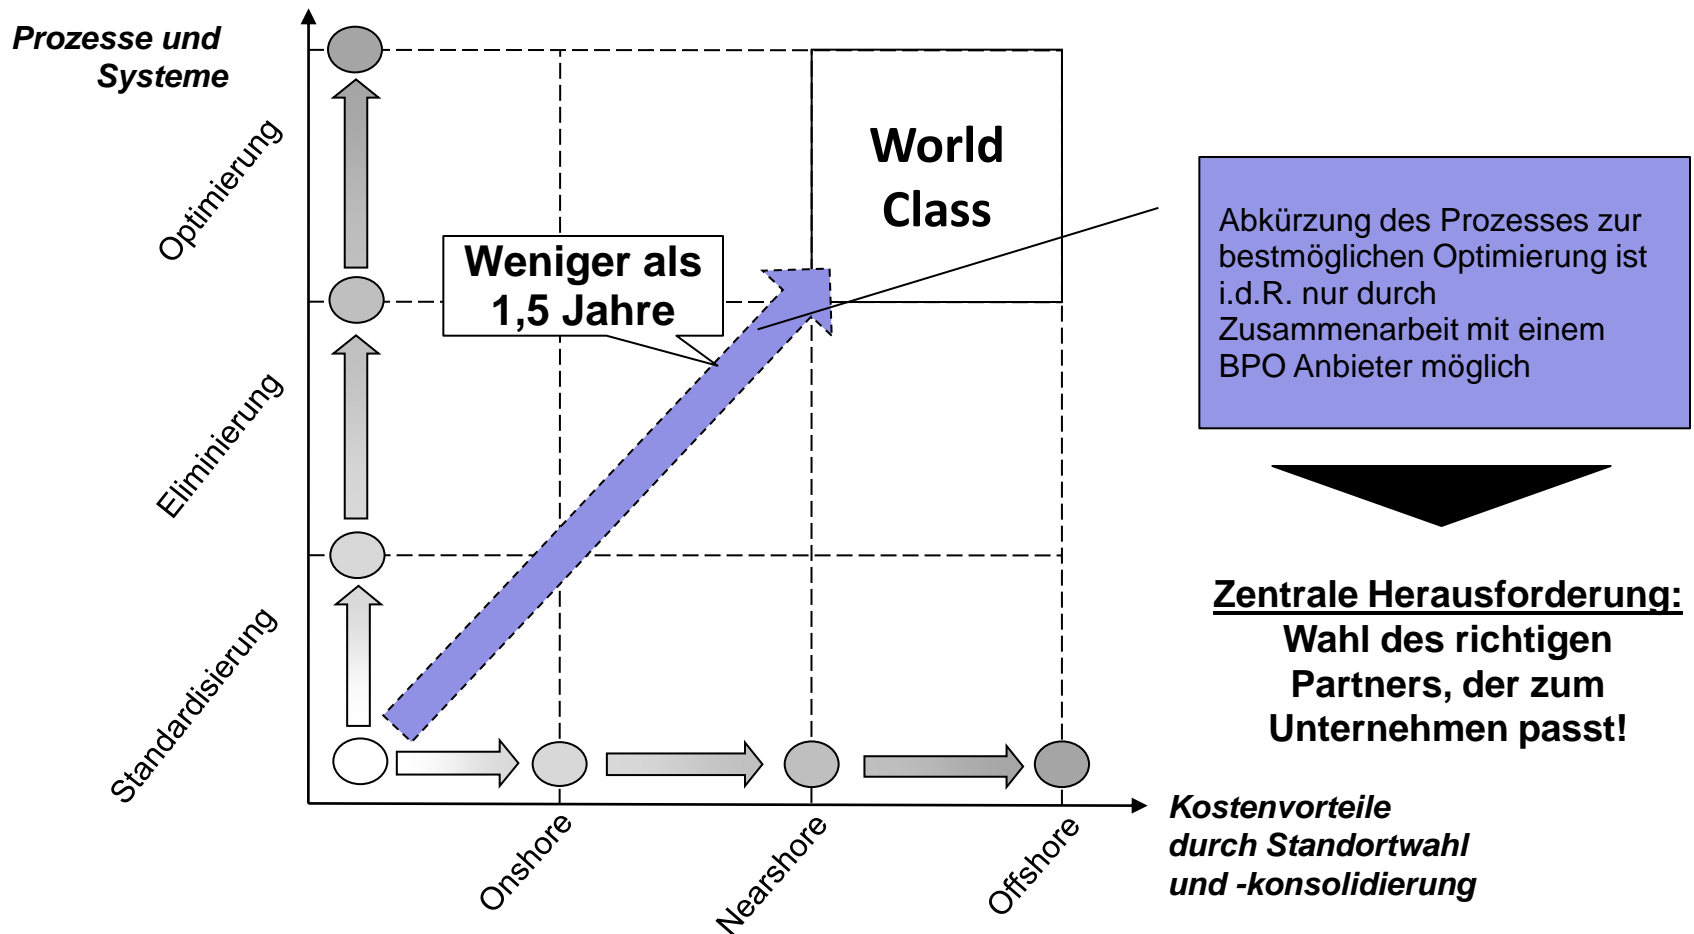 Prozesse und
Systeme
Optimierung
Eliminierung
Standardisierung
World
Class
Weniger als
1,5 Jahre
Abkürzung des Prozesses zur
bestmöglichen Optimierung ist
i.d.R. nur durch
Zusammenarbeit mit einem
BPO Anbieter möglich
Zentrale Herausforderung:
Wahl des richtigen
Partners, der zum
Unternehmen passt!
Onshore
Nearshore
Offshore
Kostenvorteile
durch Standortwahl
und -konsolidierung